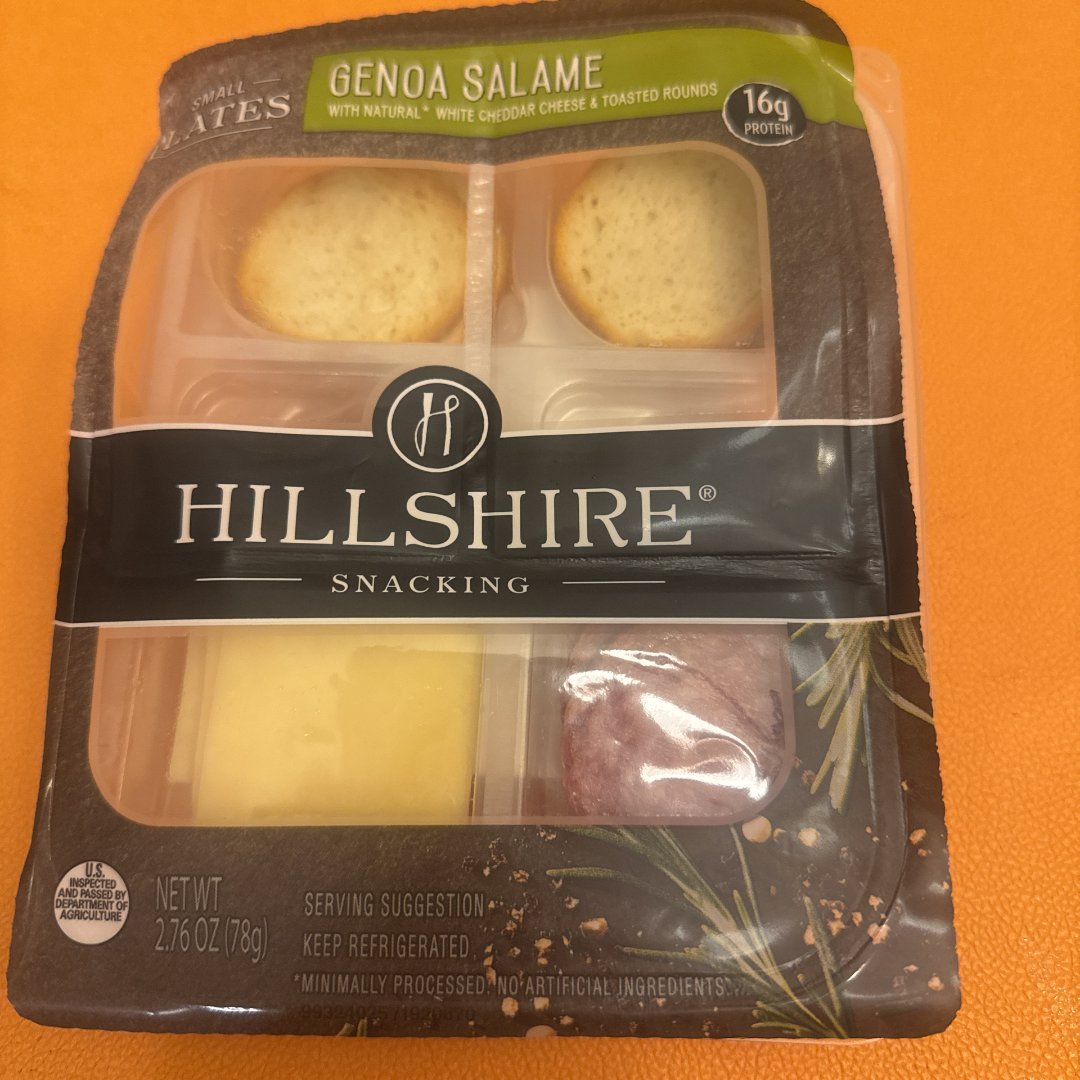 SMALL
PLATES
GENOA SALAME
WITH NATURAL* WHITE CHEDDAR CHEESE & TOASTED ROUNDS
16g
PROTEIN
H
HILLSHIRE®
SNACKING
U.S.
INSPECTED
AND PASSED BY
DEPARTMENT OF
AGRICULTURE
NET WT
2.76 OZ (78g)
SERVING SUGGESTION
KEEP REFRIGERATED
*MINIMALLY PROCESSED. NO ARTIFICIAL INGREDIENTS.